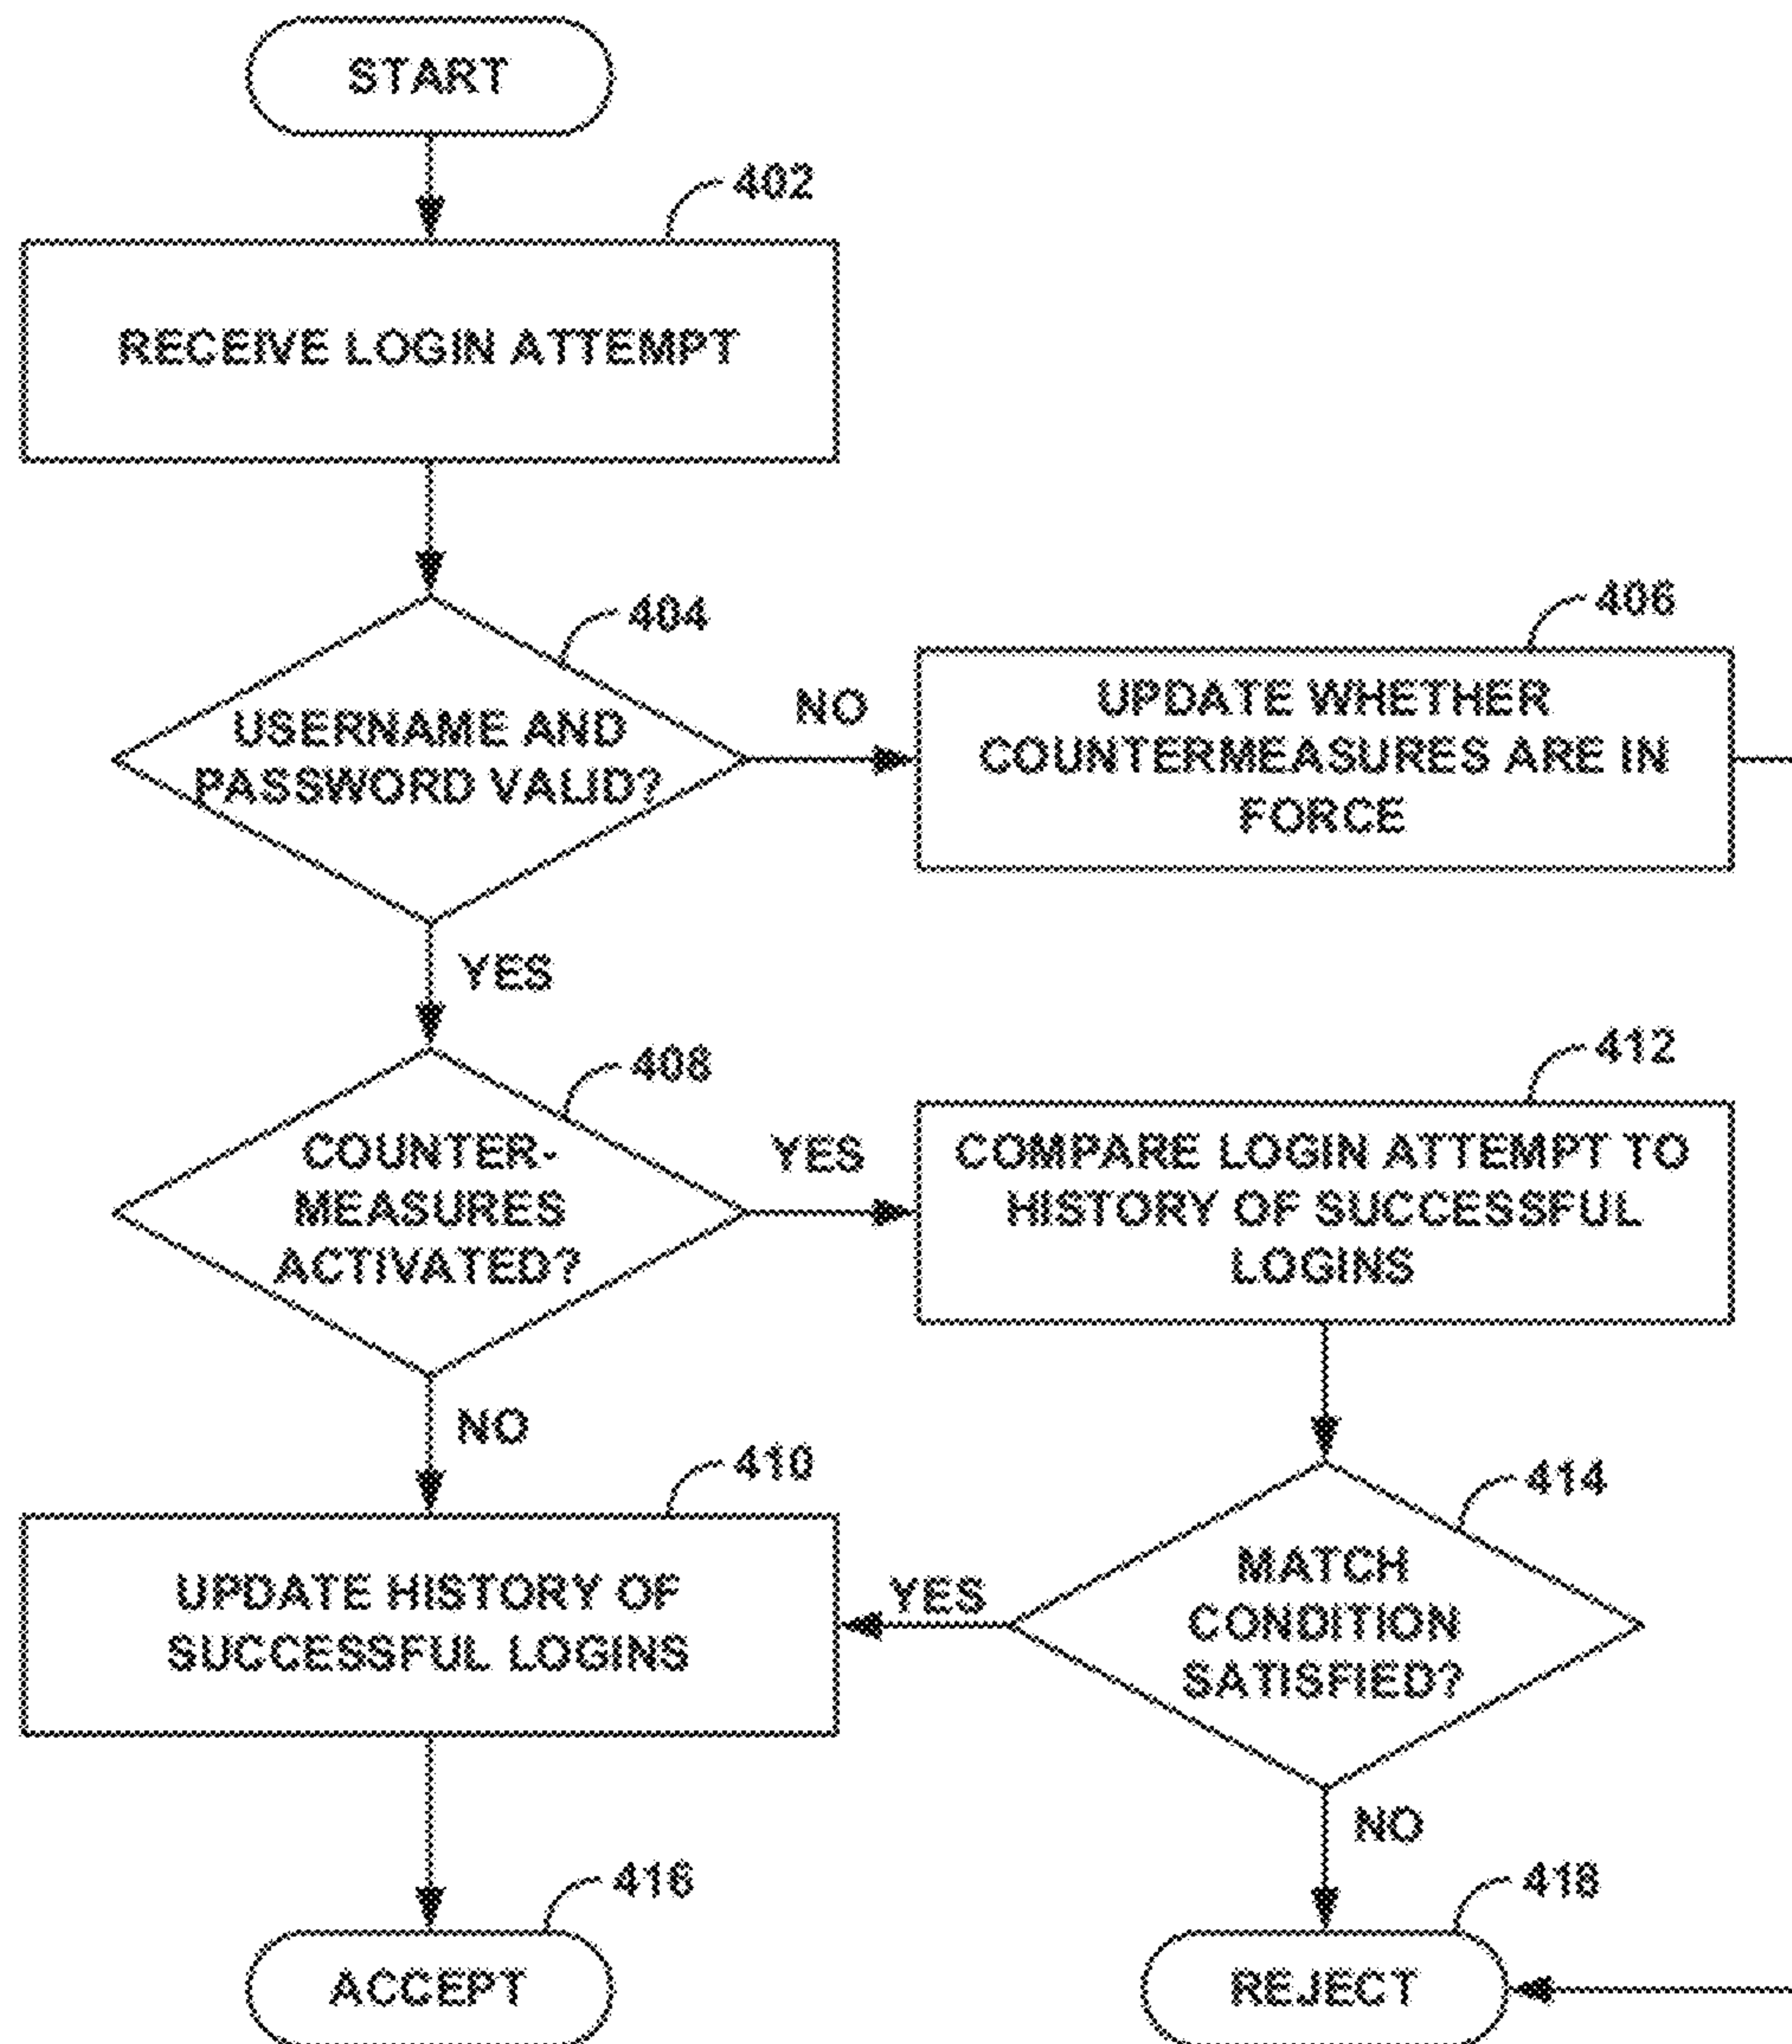 START
402
RECEIVE LOGIN ATTEMPT
404
USERNAME AND
PASSWORD VALID?
NO
406
UPDATE WHETHER
COUNTERMEASURES ARE IN
FORCE
YES
408
COUNTER-
MEASURES
ACTIVATED?
YES
412
COMPARE LOGIN ATTEMPT TO
HISTORY OF SUCCESSFUL
LOGINS
NO
410
UPDATE HISTORY OF
SUCCESSFUL LOGINS
YES
414
MATCH
CONDITION
SATISFIED?
NO
416
ACCEPT
418
REJECT